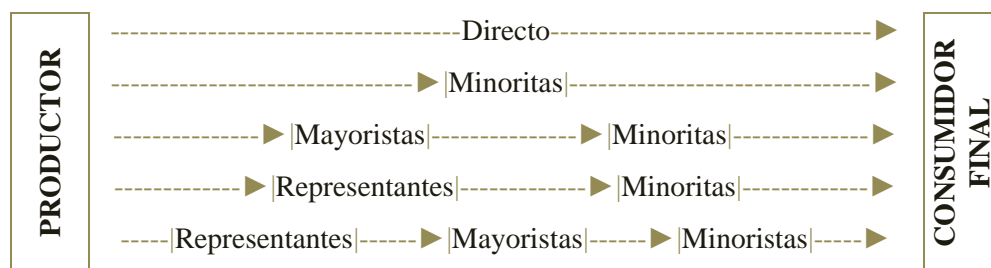 PRODUCTOR
Directo
|Minoritas|
|Mayoristas| |Minoritas|
|Representantes| |Minoritas|
|Representantes| |Mayoristas| |Minoristas|
CONSUMIDOR
FINAL